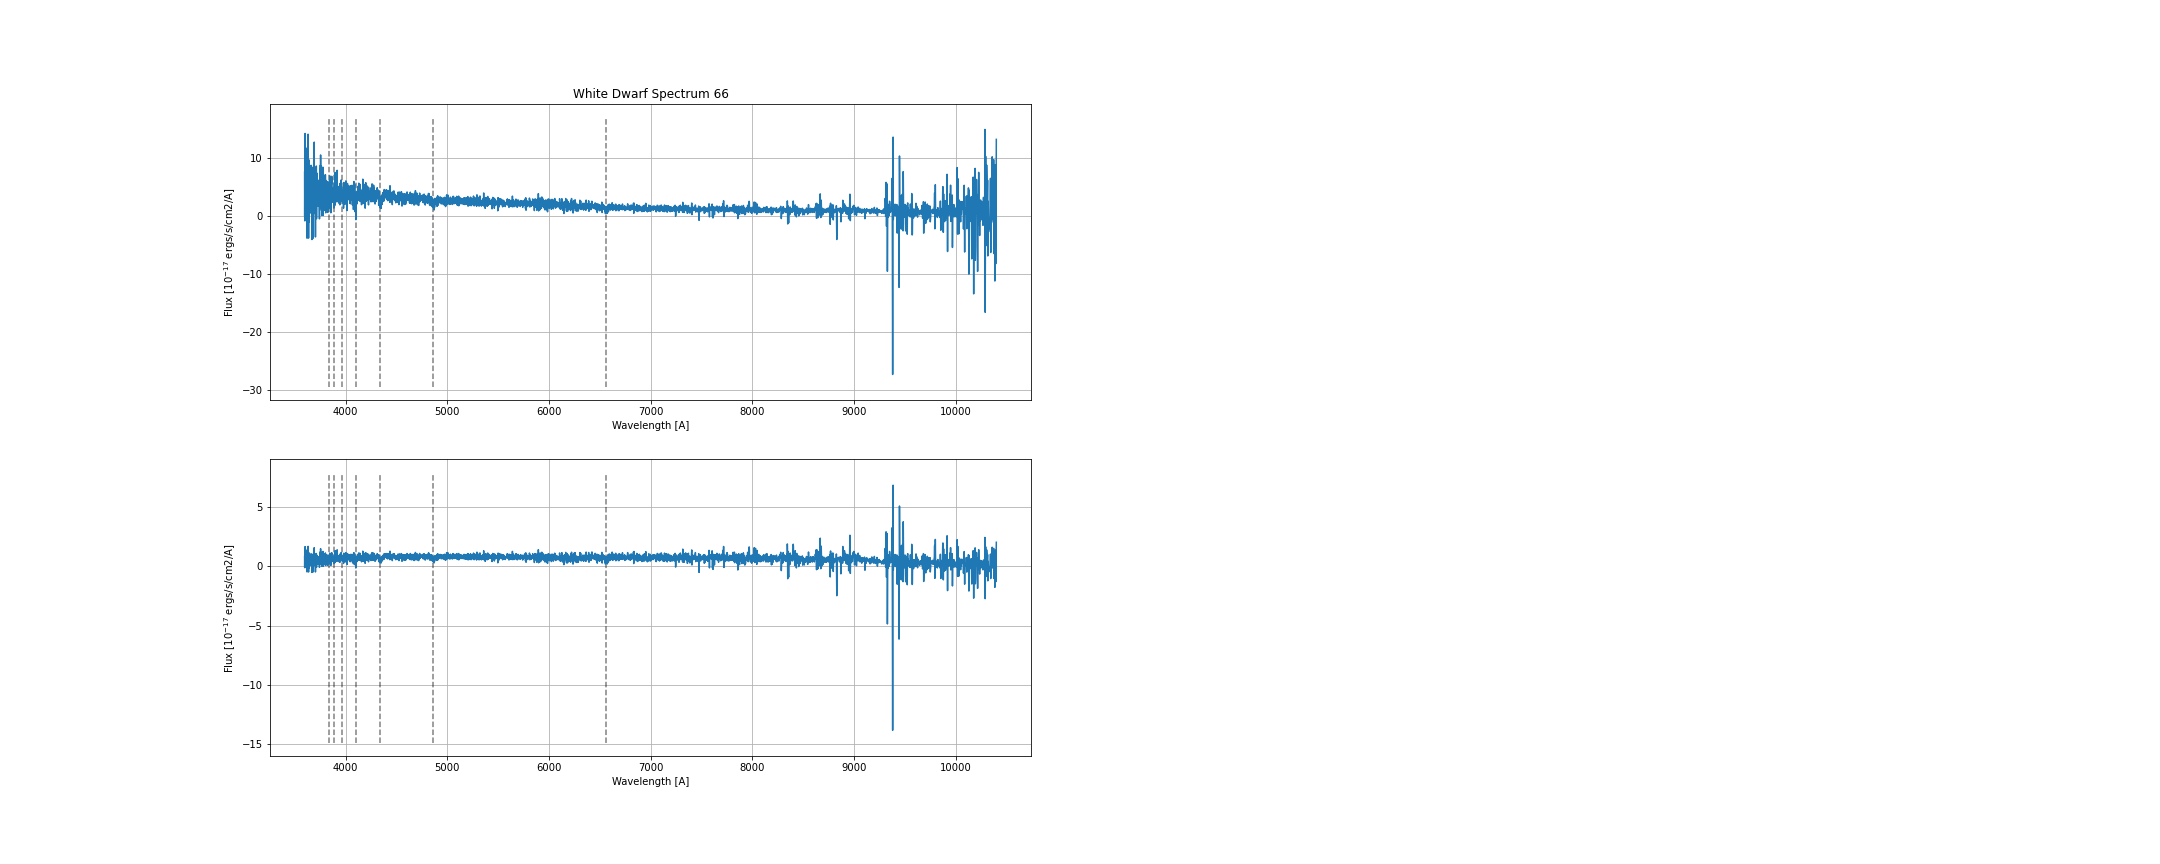 White Dwarf Spectrum 66
10
0
−10
−20
−30
Flux [10⁻¹⁷ ergs/s/cm2/A]
4000 5000 6000 7000 8000 9000 10000
Wavelength [A]
5
0
−5
−10
−15
Flux [10⁻¹⁷ ergs/s/cm2/A]
4000 5000 6000 7000 8000 9000 10000
Wavelength [A]